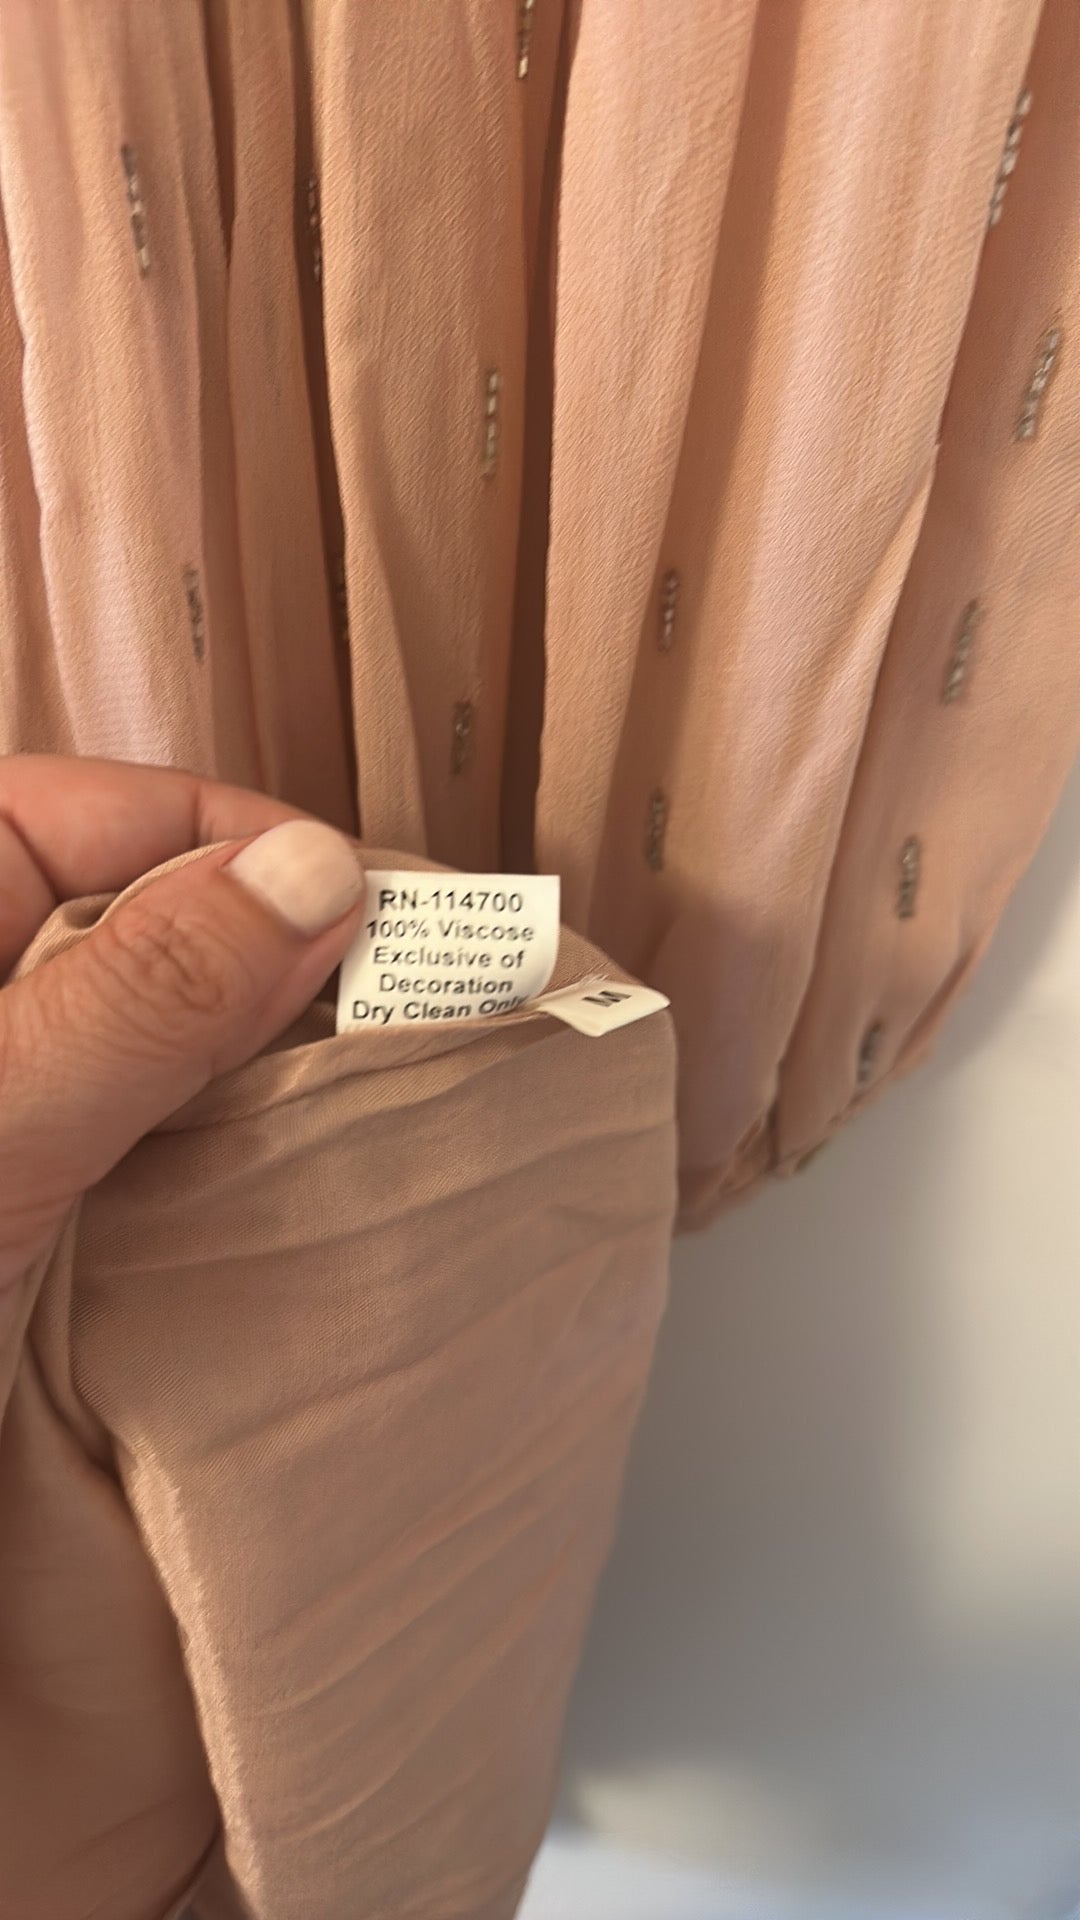 RN-114700
100% Viscose
Exclusive of
Decoration
Dry Clean Only
M